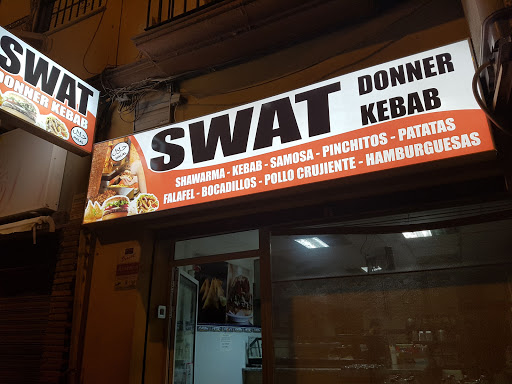 SWAT
DONNER KEBAB
SWAT
DONNER
KEBAB
SHAWARMA - KEBAB - SAMOSA - PINCHITOS - PATATAS
FALAFEL - BOCADILLOS - POLLO CRUJIENTE - HAMBURGUESAS